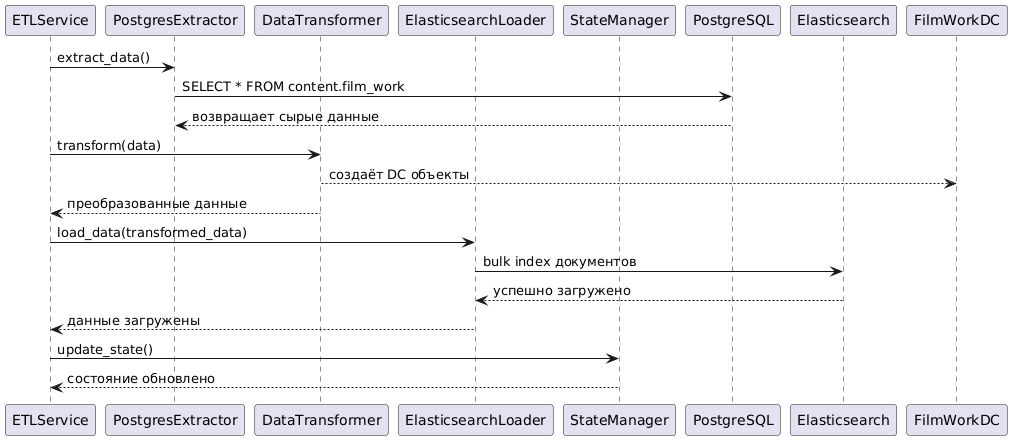 ETLService PostgresExtractor DataTransformer ElasticsearchLoader StateManager PostgreSQL Elasticsearch FilmWorkDC
extract_data()
SELECT * FROM content.film_work
возвращает сырые данные
transform(data)
создаёт DC объекты
преобразованные данные
load_data(transformed_data)
bulk index документов
успешно загружено
данные загружены
update_state()
состояние обновлено
ETLService PostgresExtractor DataTransformer ElasticsearchLoader StateManager PostgreSQL Elasticsearch FilmWorkDC